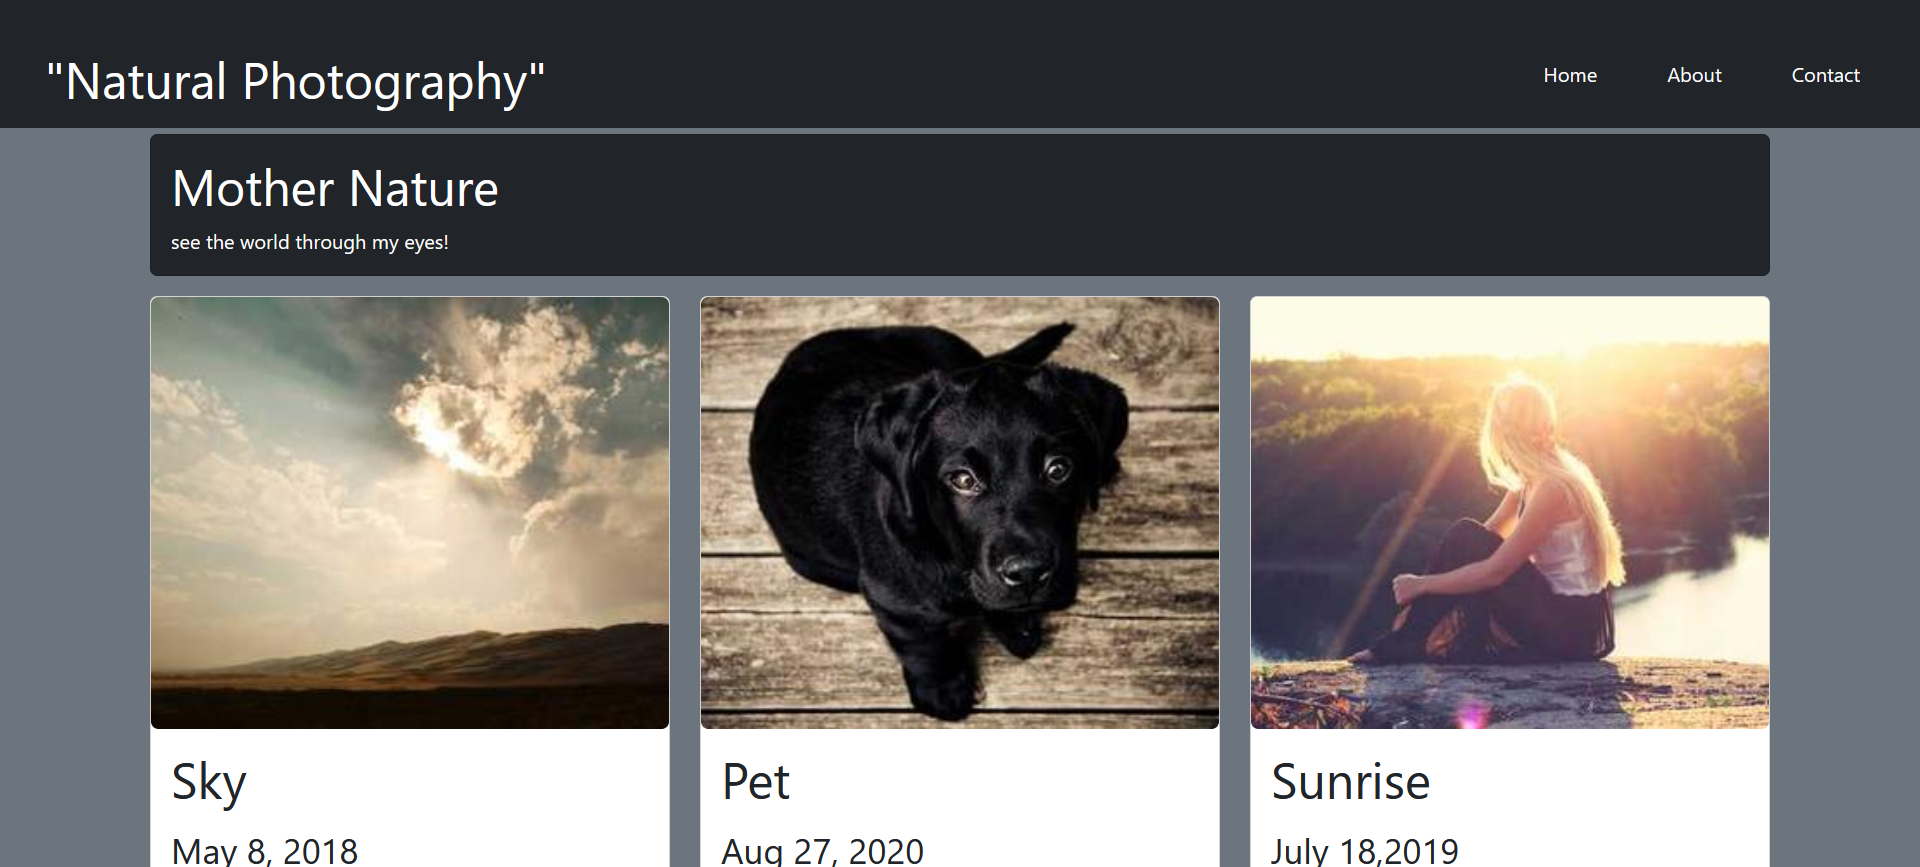 "Natural Photography"
Home About Contact
Mother Nature
see the world through my eyes!
Sky
May 8, 2018
Pet
Aug 27, 2020
Sunrise
July 18,2019